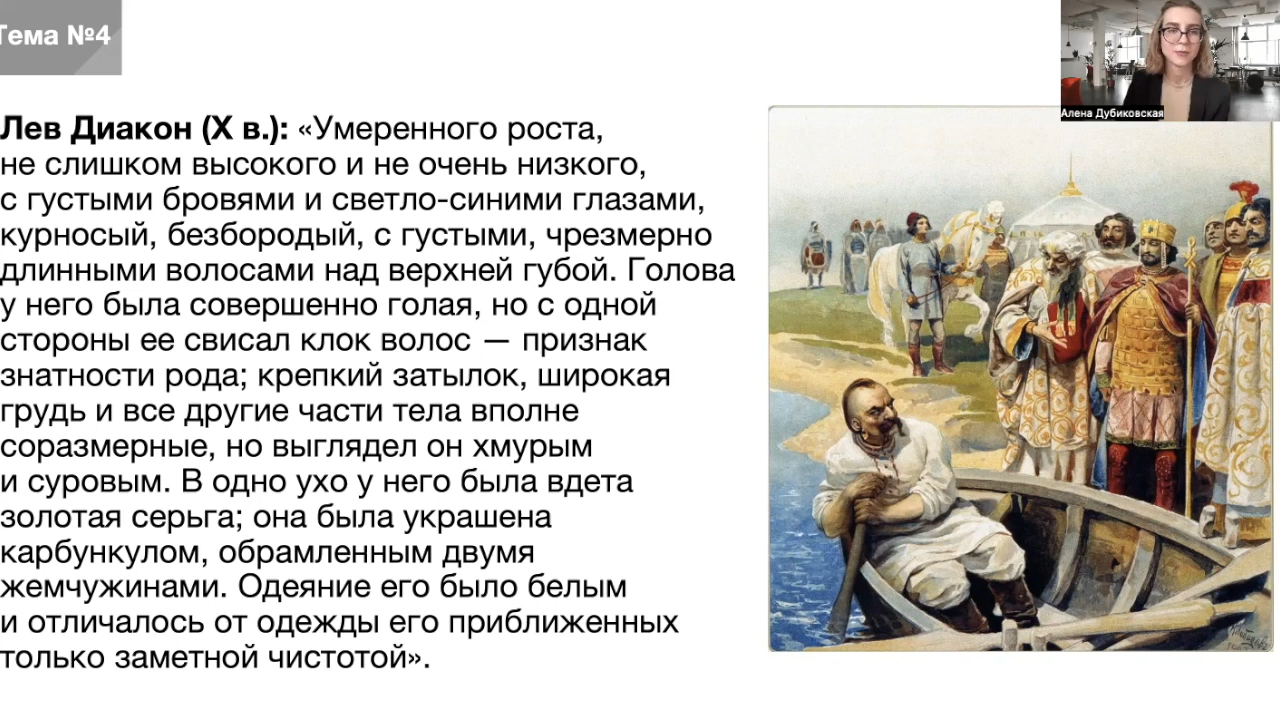 Тема №4
Алена Дубиковская
Лев Диакон (X в.): «Умеренного роста,
не слишком высокого и не очень низкого,
с густыми бровями и светло-синими глазами,
курносый, безбородый, с густыми, чрезмерно
длинными волосами над верхней губой. Голова
у него была совершенно голая, но с одной
стороны ее свисал клок волос — признак
знатности рода; крепкий затылок, широкая
грудь и все другие части тела вполне
соразмерные, но выглядел он хмурым
и суровым. В одно ухо у него была вдета
золотая серьга; она была украшена
карбункулом, обрамленным двумя
жемчужинами. Одеяние его было белым
и отличалось от одежды его приближенных
только заметной чистотой».